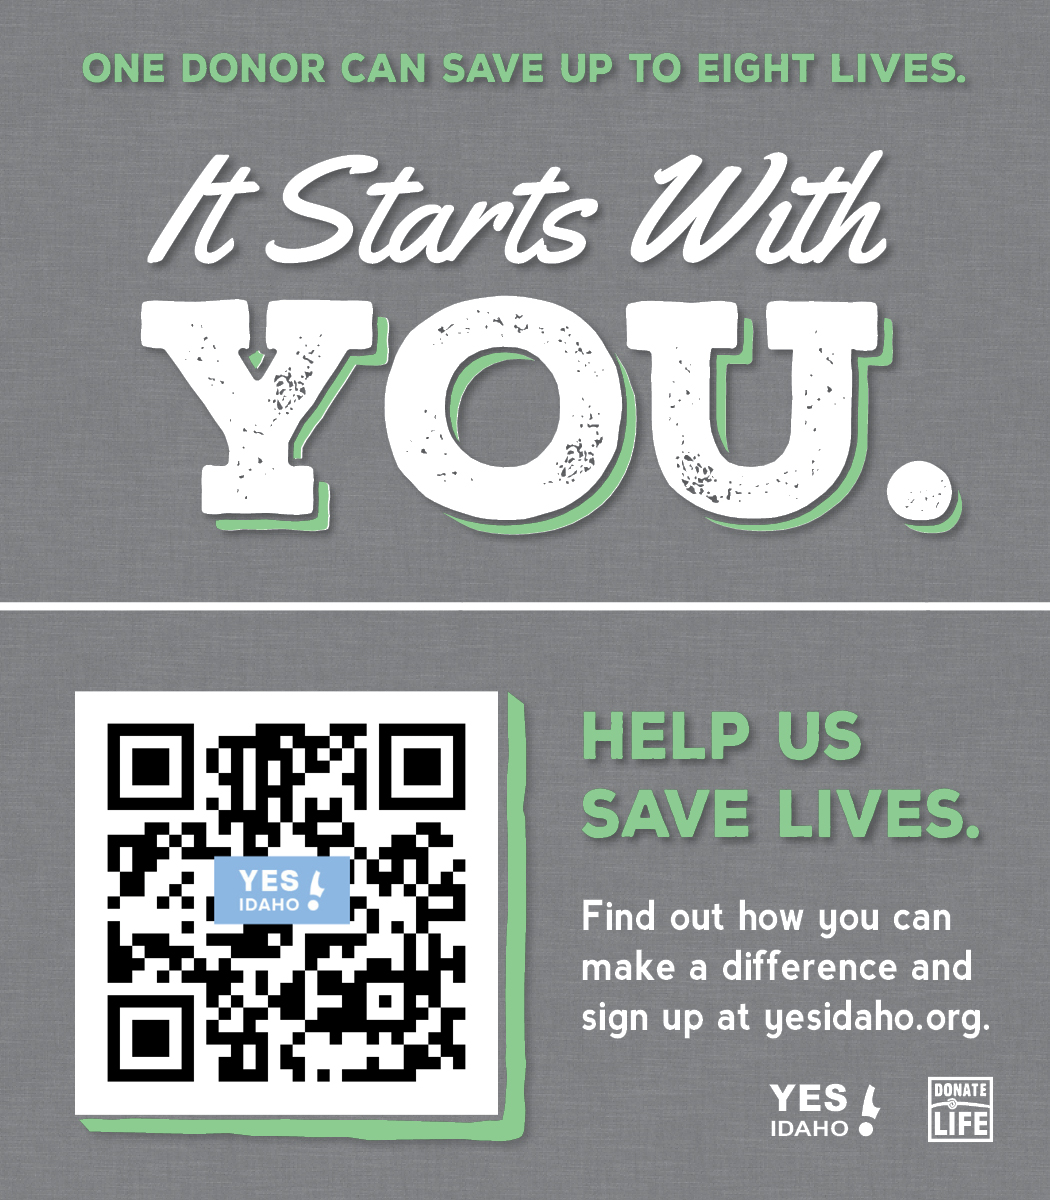 ONE DONOR CAN SAVE UP TO EIGHT LIVES.
It Starts With
YOU.
YES
IDAHO
HELP US
SAVE LIVES.
Find out how you can
make a difference and
sign up at yesidaho.org.
YES
IDAHO
DONATE
LIFE